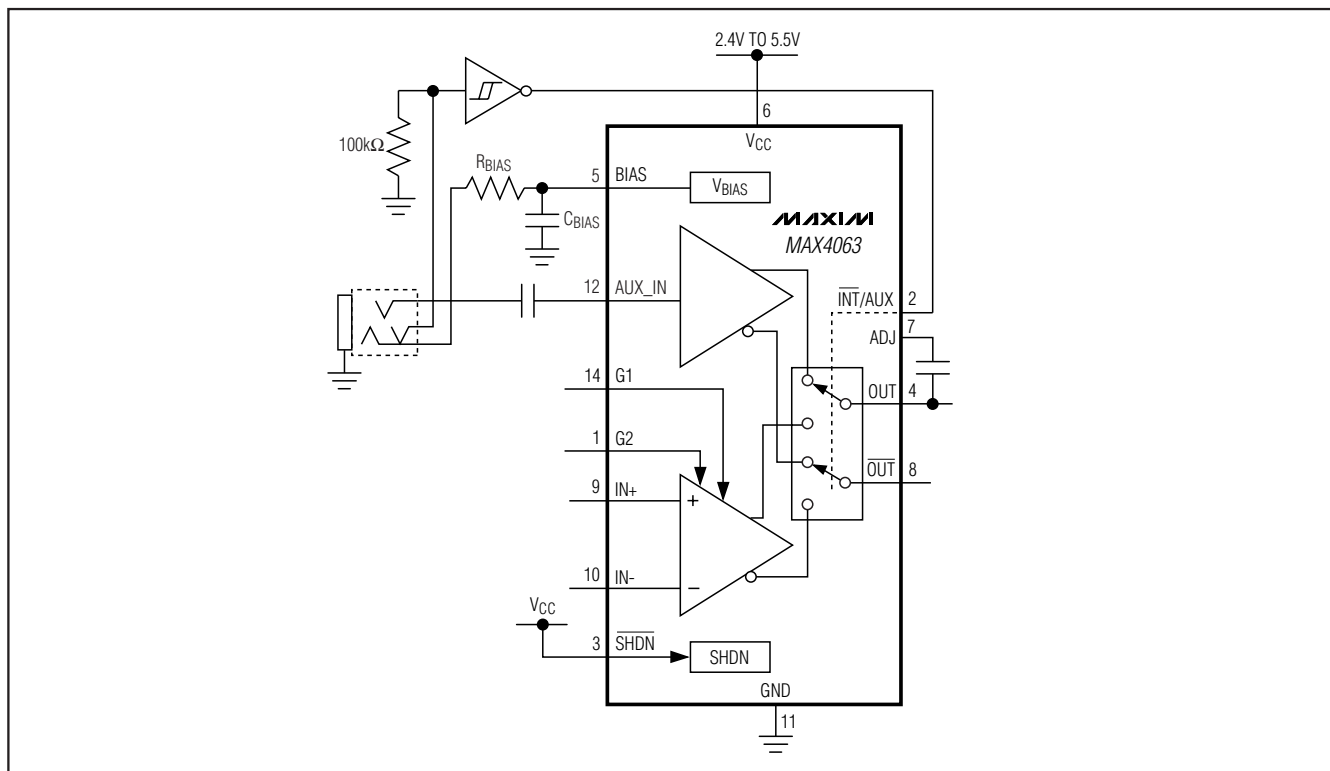 2.4V TO 5.5V
6
VCC
100kΩ
RBIAS
5
BIAS
VBIAS
CBIAS
MAXIM
MAX4063
12
AUX_IN
INT/AUX
2
7
ADJ
14
G1
OUT
4
1
G2
OUT
8
9
IN+
+
10
IN-
−
VCC
3
SHDN
SHDN
GND
11